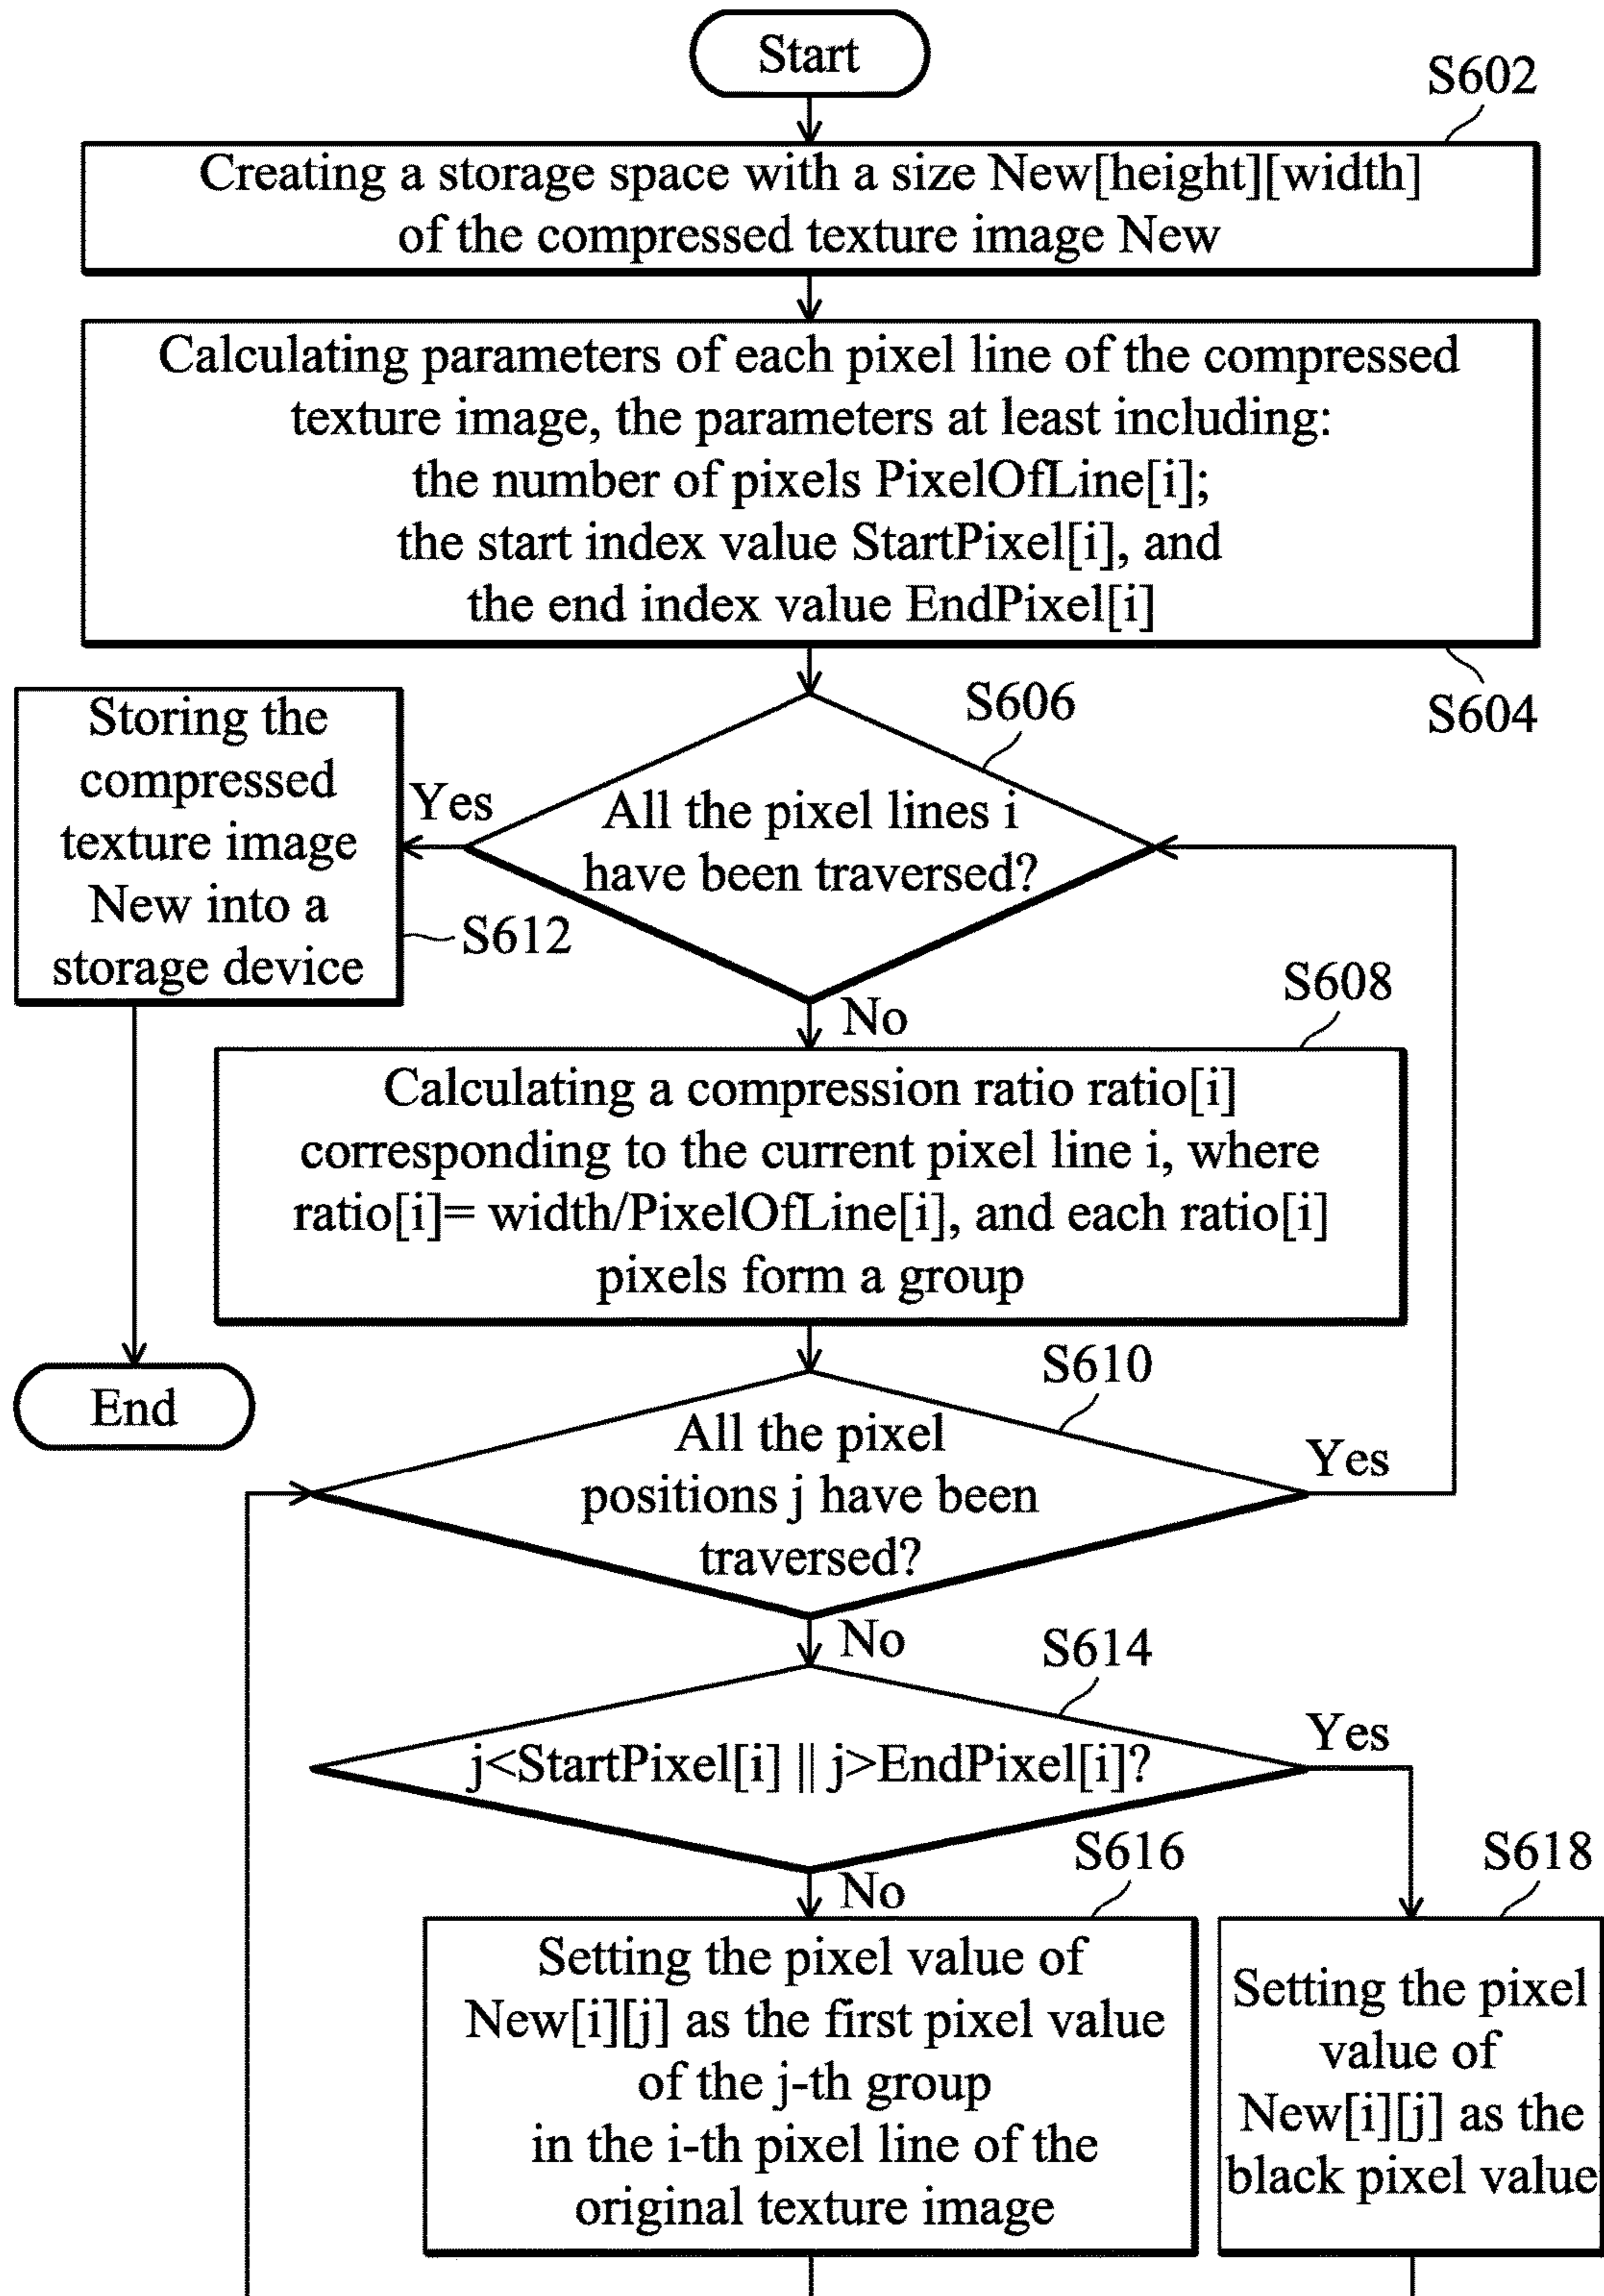 Start
S602
Creating a storage space with a size New[height][width]
of the compressed texture image New
Calculating parameters of each pixel line of the compressed
texture image, the parameters at least including:
the number of pixels PixelOfLine[i];
the start index value StartPixel[i], and
the end index value EndPixel[i]
S604
S606
All the pixel lines i
have been traversed?
Yes
Storing the
compressed
texture image
New into a
storage device
S612
End
No
S608
Calculating a compression ratio ratio[i]
corresponding to the current pixel line i, where
ratio[i]= width/PixelOfLine[i], and each ratio[i]
pixels form a group
S610
All the pixel
positions j have been
traversed?
Yes
No
S614
j<StartPixel[i] || j>EndPixel[i]?
Yes
No
S616
Setting the pixel value of
New[i][j] as the first pixel value
of the j-th group
in the i-th pixel line of the
original texture image
S618
Setting the pixel
value of
New[i][j] as the
black pixel value